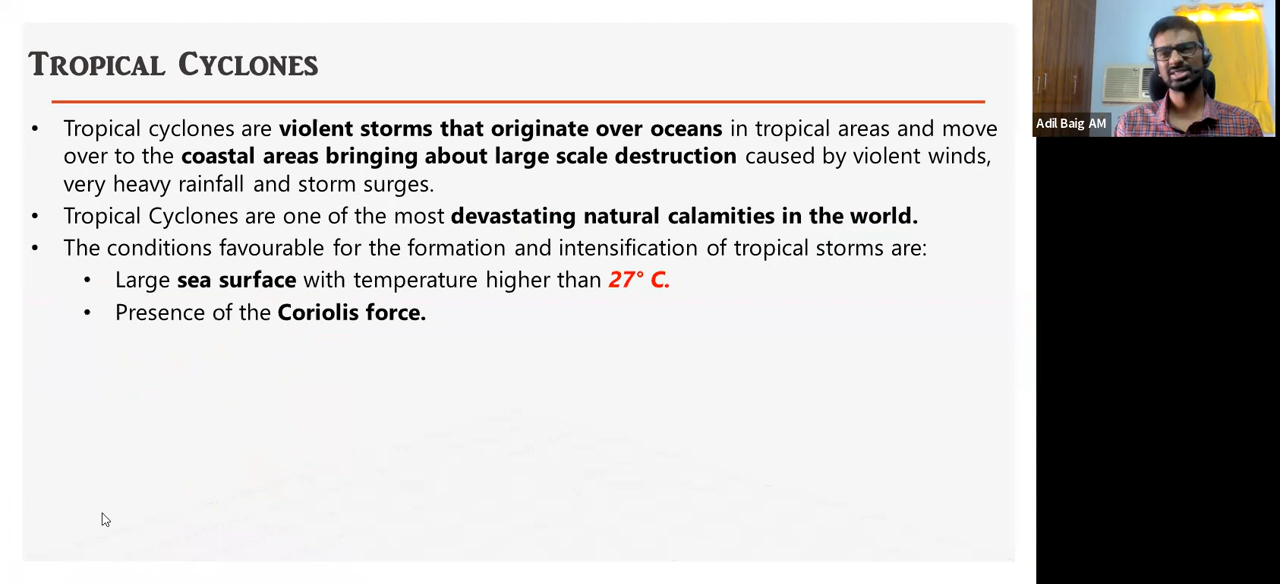 TROPICAL CYCLONES
• Tropical cyclones are violent storms that originate over oceans in tropical areas and move
over to the coastal areas bringing about large scale destruction caused by violent winds,
very heavy rainfall and storm surges.
• Tropical Cyclones are one of the most devastating natural calamities in the world.
• The conditions favourable for the formation and intensification of tropical storms are:
• Large sea surface with temperature higher than 27° C.
• Presence of the Coriolis force.
Adil Baig AM